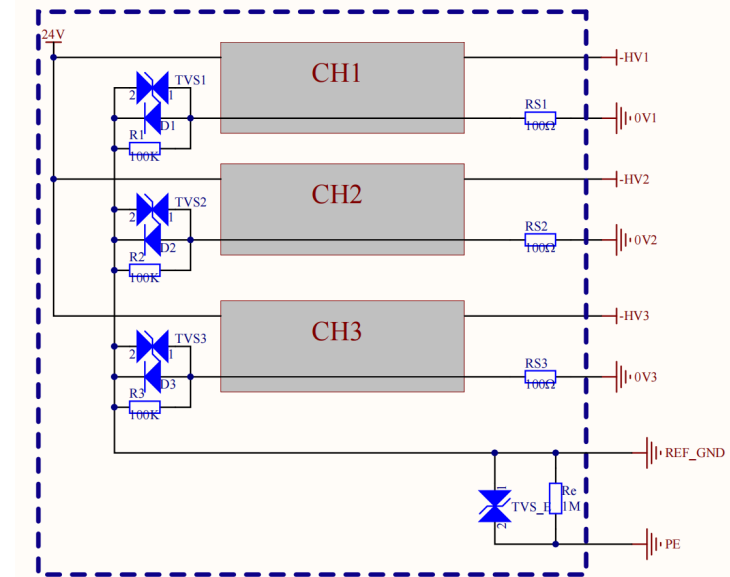 24V
CH1
-HV1
TVS1
2
1
D1
R1
100K
RS1
100Ω
0V1
CH2
-HV2
TVS2
2
1
D2
R2
100K
RS2
100Ω
0V2
CH3
-HV3
TVS3
2
1
D3
R3
100K
RS3
100Ω
0V3
REF_GND
1
TVS_E
2
Re
1M
PE